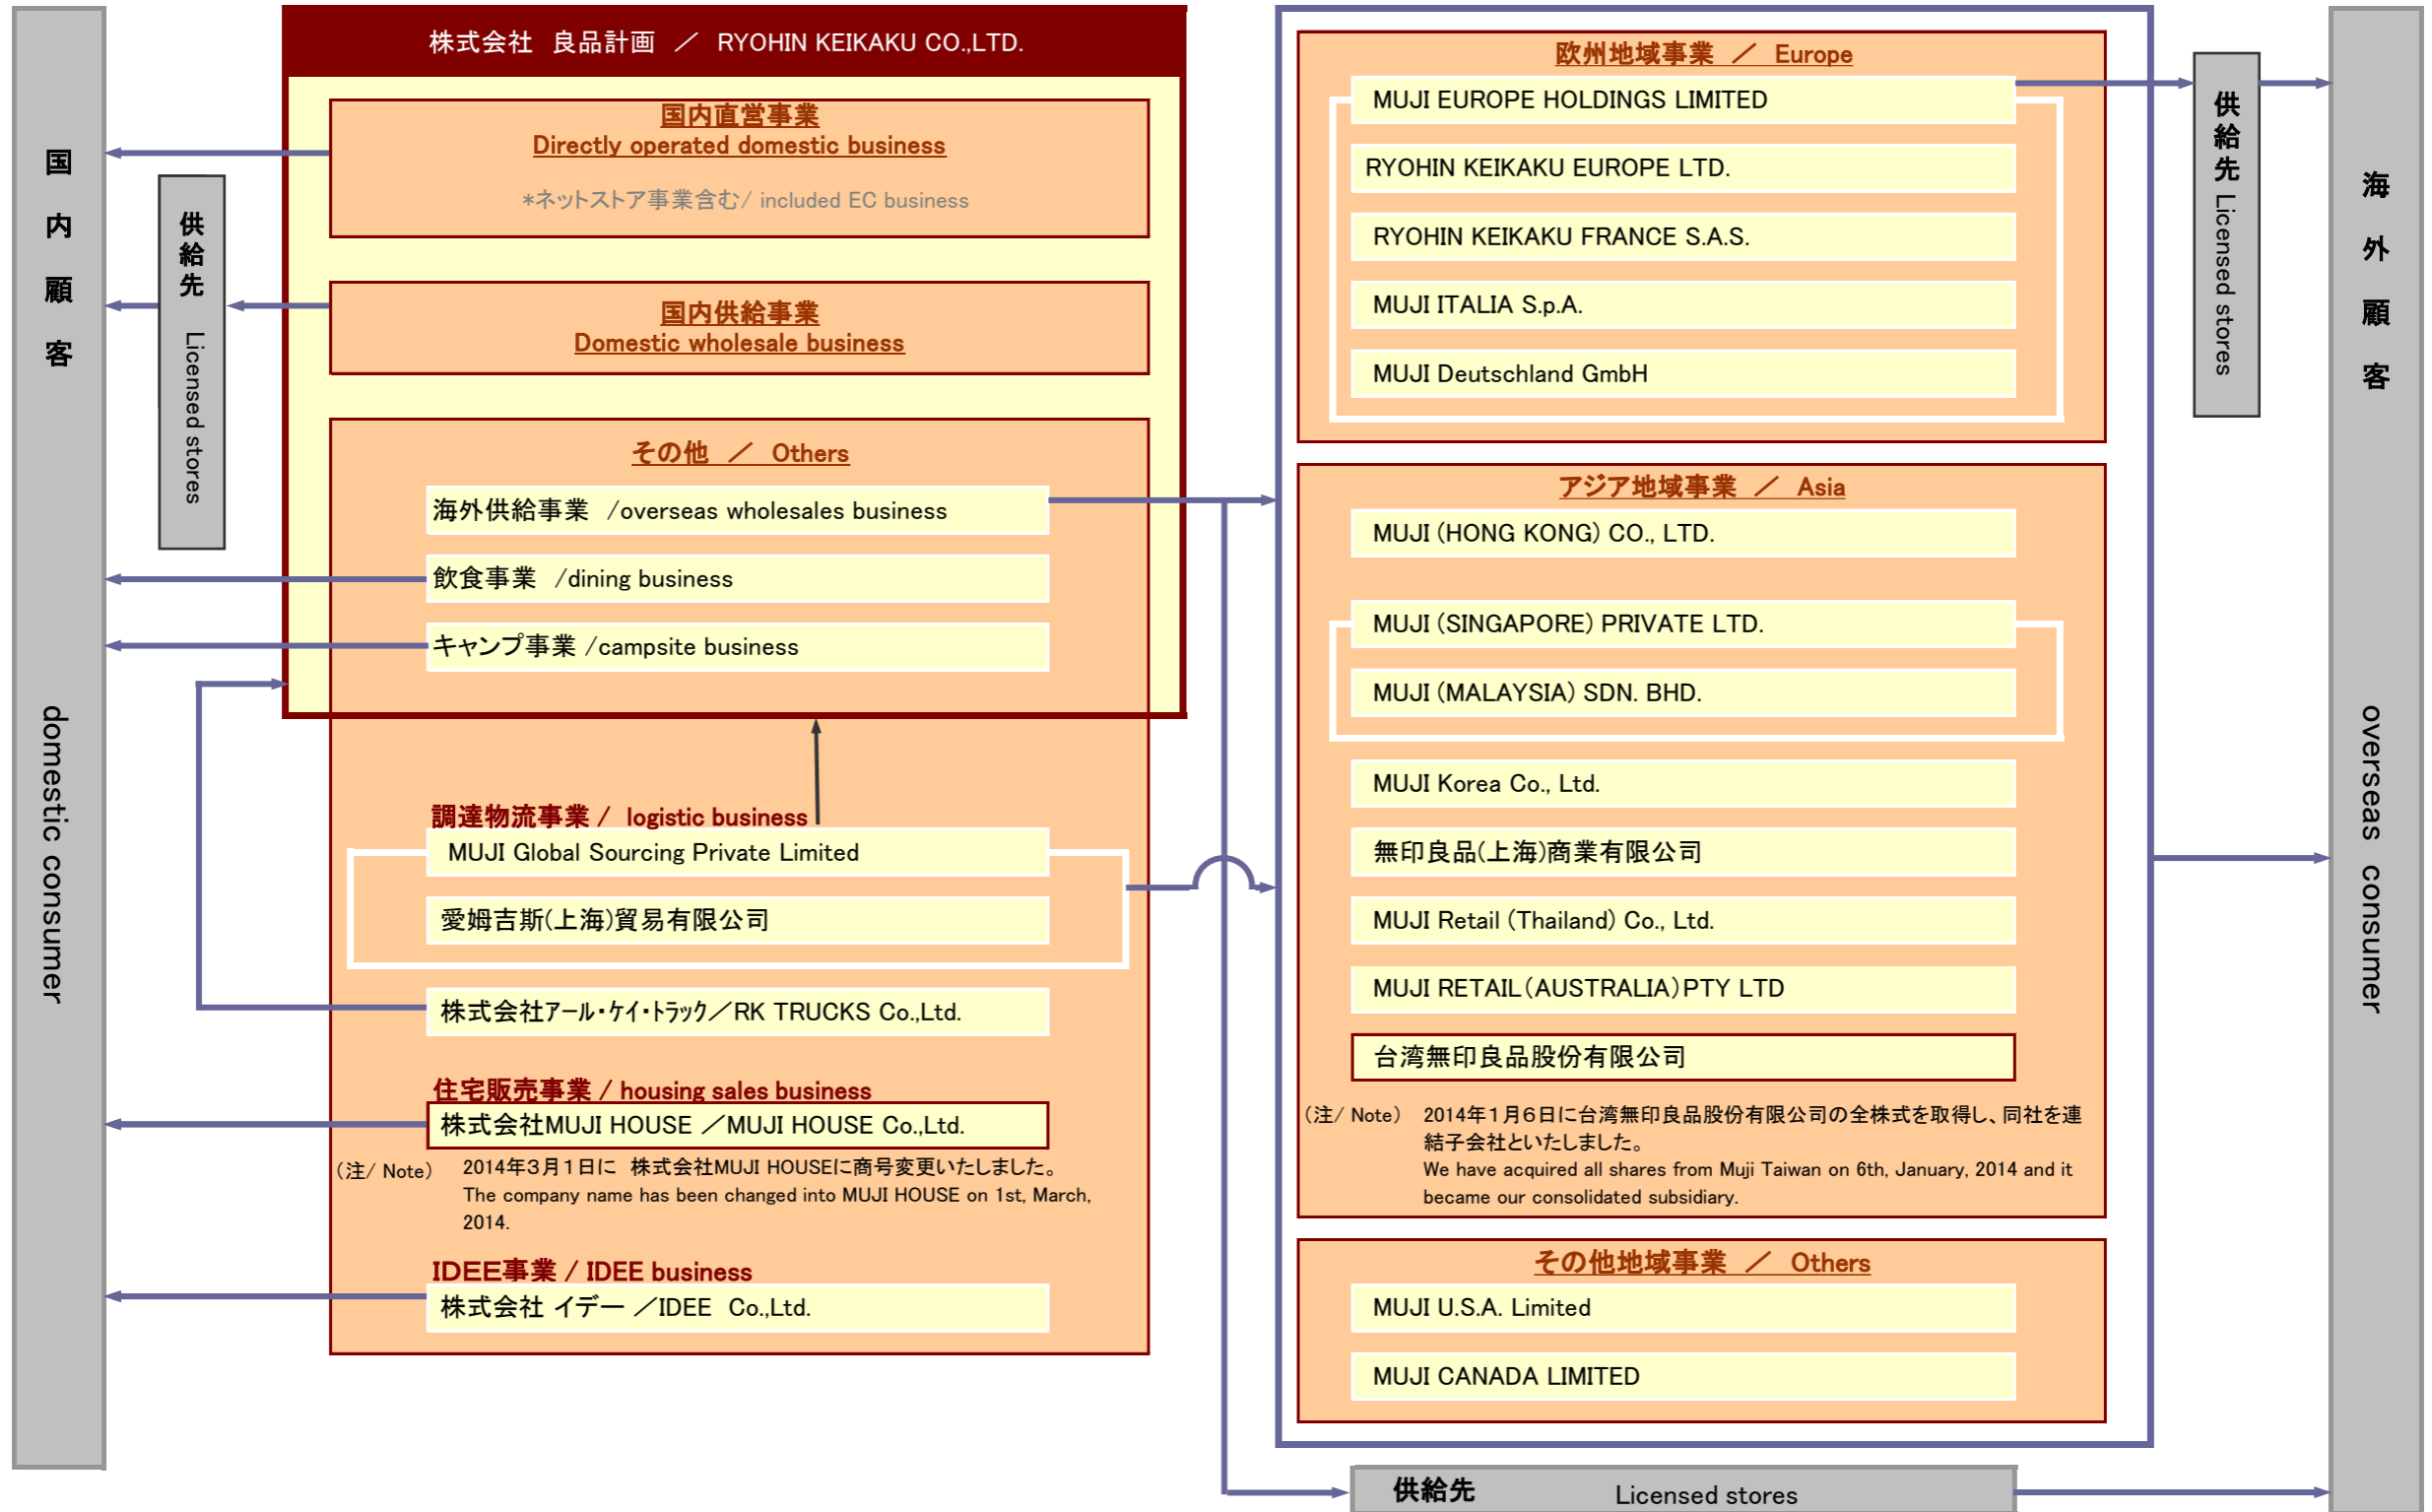 国内顧客
domestic consumer
供給先 Licensed stores
株式会社 良品計画 ／ RYOHIN KEIKAKU CO.,LTD.
国内直営事業
Directly operated domestic business
*ネットストア事業含む/ included EC business
国内供給事業
Domestic wholesale business
その他 ／ Others
海外供給事業 /overseas wholesales business
飲食事業 /dining business
キャンプ事業 /campsite business
調達物流事業 / logistic business
MUJI Global Sourcing Private Limited
愛姆吉斯(上海)貿易有限公司
株式会社アール・ケイ・トラック／RK TRUCKS Co.,Ltd.
住宅販売事業 / housing sales business
株式会社MUJI HOUSE ／MUJI HOUSE Co.,Ltd.
（注/ Note） 2014年3月１日に 株式会社MUJI HOUSEに商号変更いたしました。
The company name has been changed into MUJI HOUSE on 1st, March,
2014.
IDEE事業 / IDEE business
株式会社 イデー ／IDEE Co.,Ltd.
欧州地域事業 ／ Europe
MUJI EUROPE HOLDINGS LIMITED
RYOHIN KEIKAKU EUROPE LTD.
RYOHIN KEIKAKU FRANCE S.A.S.
MUJI ITALIA S.p.A.
MUJI Deutschland GmbH
アジア地域事業 ／ Asia
MUJI (HONG KONG) CO., LTD.
MUJI (SINGAPORE) PRIVATE LTD.
MUJI (MALAYSIA) SDN. BHD.
MUJI Korea Co., Ltd.
無印良品(上海)商業有限公司
MUJI Retail (Thailand) Co., Ltd.
MUJI RETAIL（AUSTRALIA）PTY LTD
台湾無印良品股份有限公司
（注/ Note） 2014年１月６日に台湾無印良品股份有限公司の全株式を取得し、同社を連
結子会社といたしました。
We have acquired all shares from Muji Taiwan on 6th, January, 2014 and it
became our consolidated subsidiary.
その他地域事業 ／ Others
MUJI U.S.A. Limited
MUJI CANADA LIMITED
供給先 Licensed stores
供給先 Licensed stores
海外顧客
overseas consumer